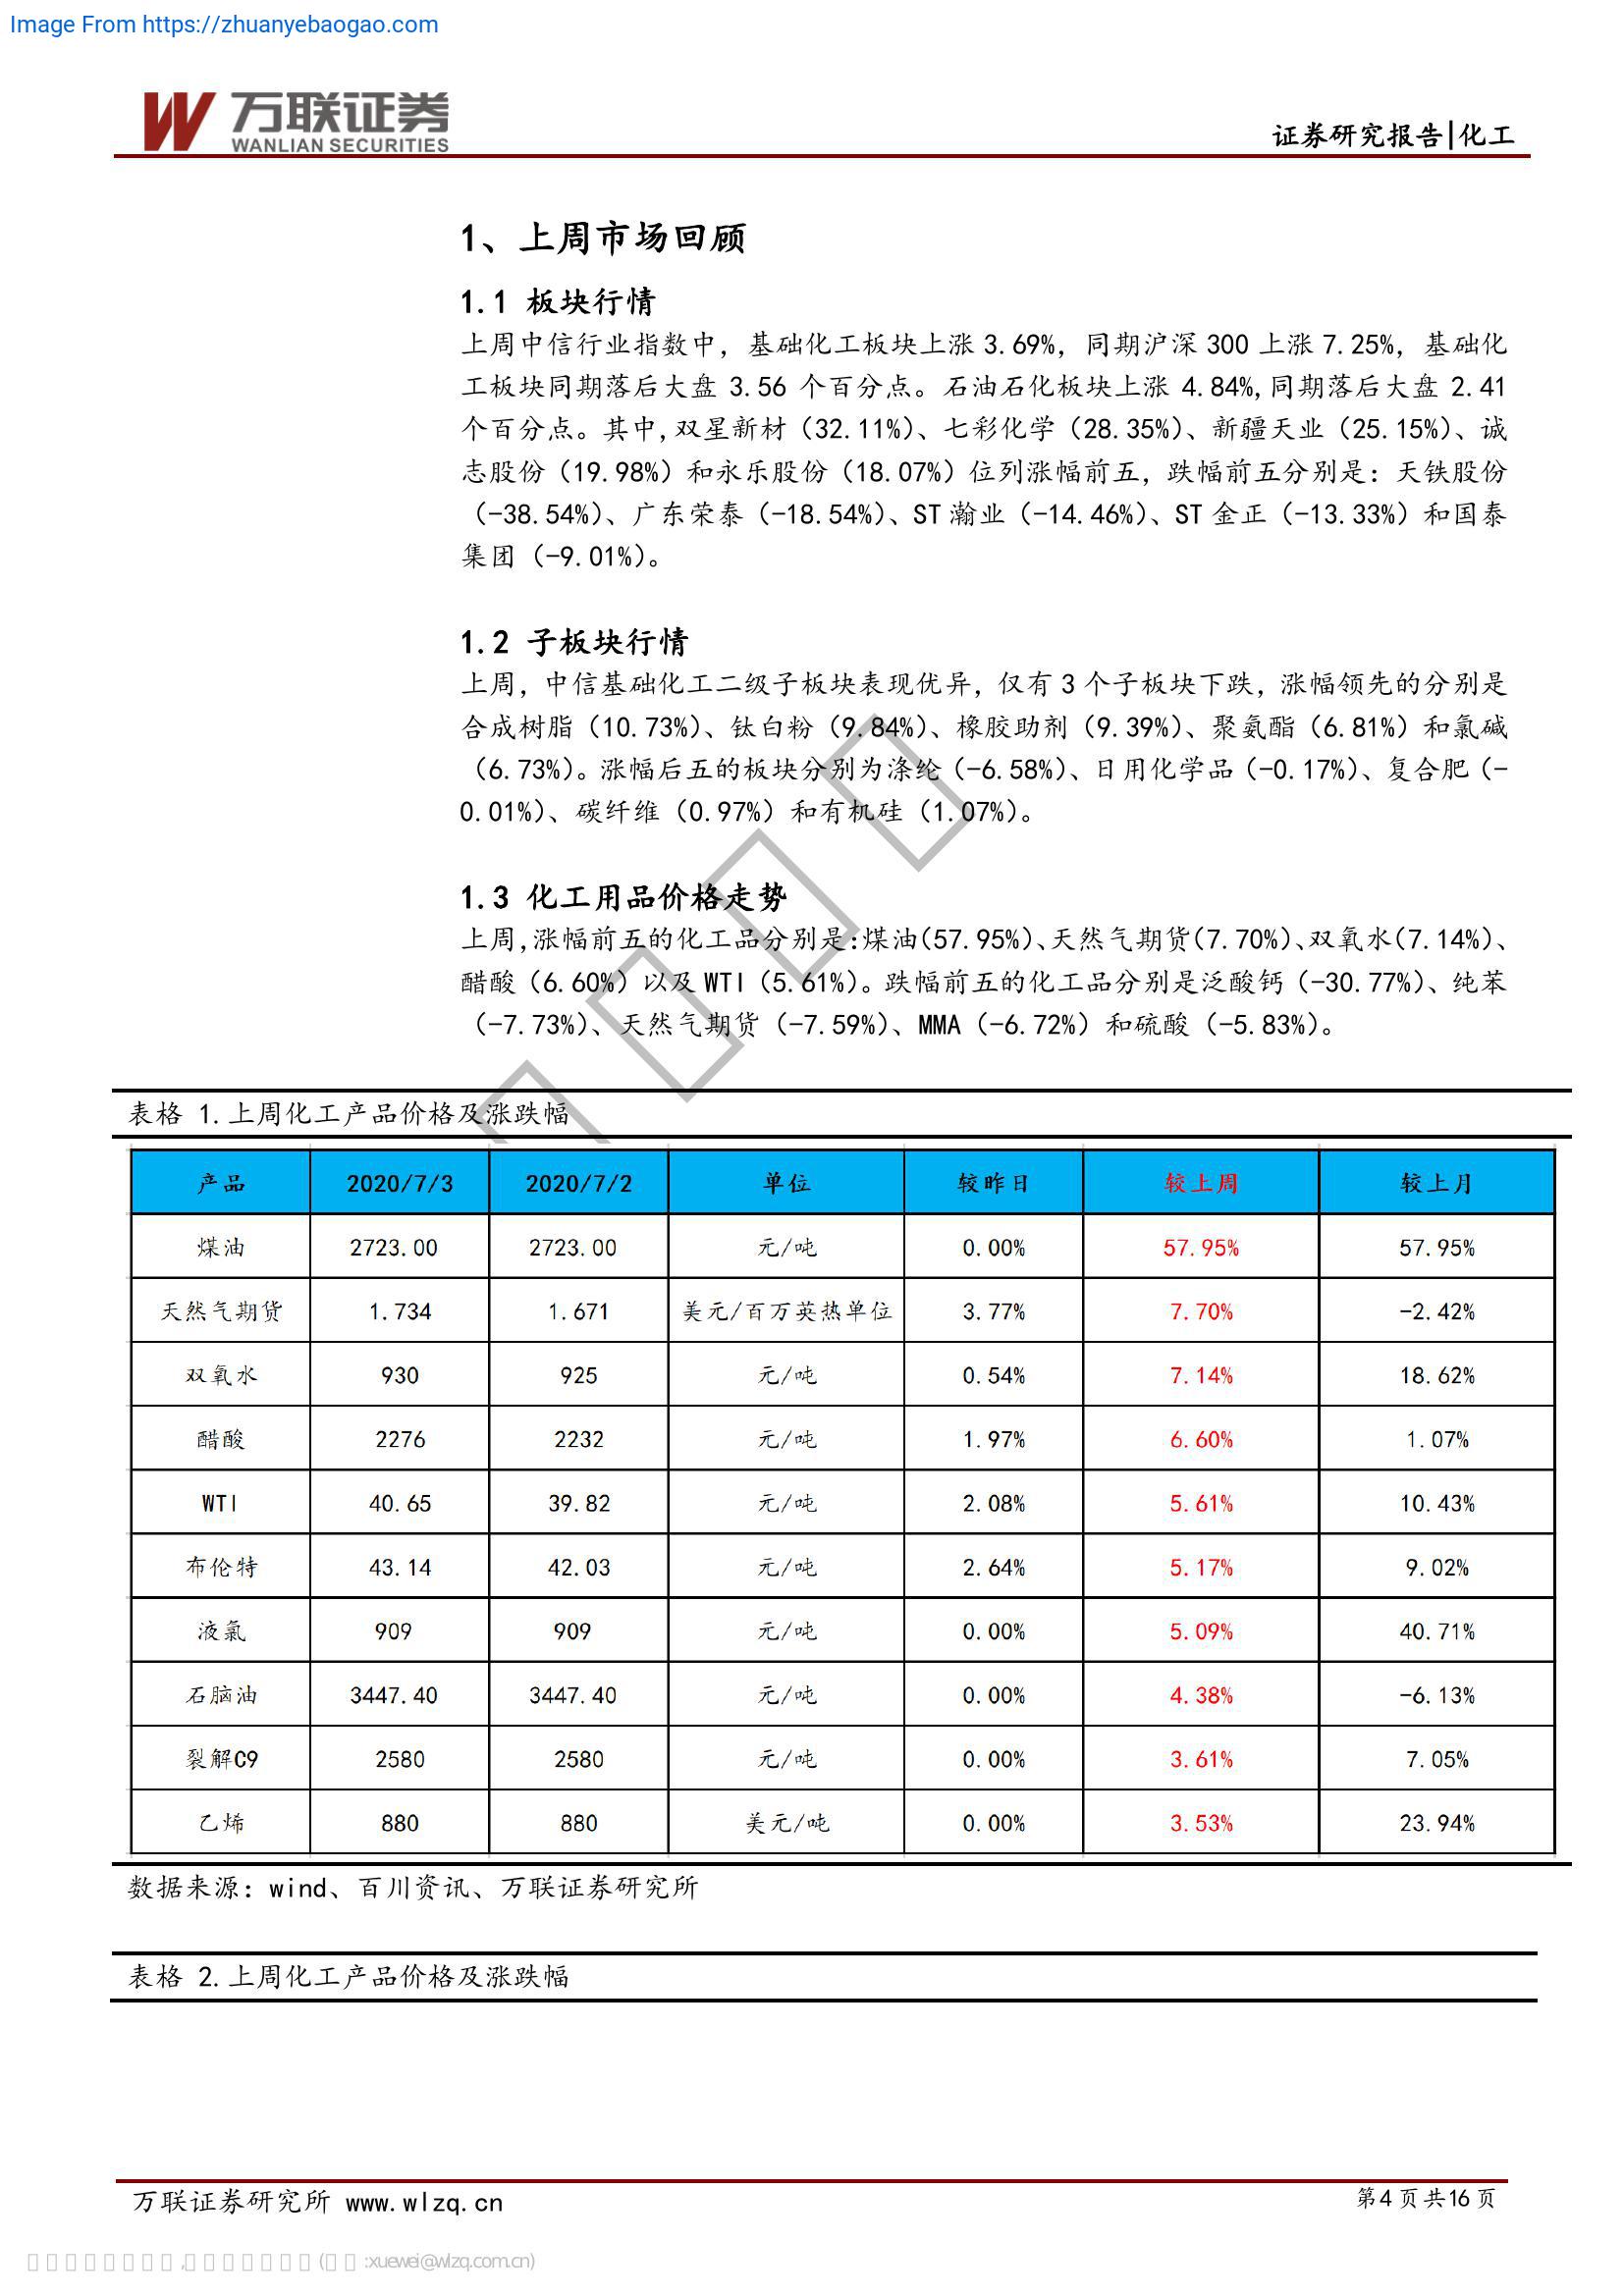 Image From https://zhuanyebaogao.com
万联证券
WANLIAN SECURITIES
证券研究报告|化工
1、上周市场回顾
1.1 板块行情
上周中信行业指数中，基础化工板块上涨 3.69%，同期沪深 300 上涨 7.25%，基础化
工板块同期落后大盘 3.56 个百分点。石油石化板块上涨 4.84%,同期落后大盘 2.41
个百分点。其中,双星新材（32.11%）、七彩化学（28.35%）、新疆天业（25.15%）、诚
志股份（19.98%）和永乐股份（18.07%）位列涨幅前五，跌幅前五分别是：天铁股份
（-38.54%）、广东荣泰（-18.54%）、ST 瀚业（-14.46%）、ST 金正（-13.33%）和国泰
集团（-9.01%）。
1.2 子板块行情
上周，中信基础化工二级子板块表现优异，仅有 3 个子板块下跌，涨幅领先的分别是
合成树脂（10.73%）、钛白粉（9.84%）、橡胶助剂（9.39%）、聚氨酯（6.81%）和氯碱
（6.73%）。涨幅后五的板块分别为涤纶（-6.58%）、日用化学品（-0.17%）、复合肥（-
0.01%）、碳纤维（0.97%）和有机硅（1.07%）。
1.3 化工用品价格走势
上周,涨幅前五的化工品分别是:煤油(57.95%)、天然气期货(7.70%)、双氧水(7.14%)、
醋酸（6.60%）以及 WTI（5.61%）。跌幅前五的化工品分别是泛酸钙（-30.77%）、纯苯
（-7.73%）、天然气期货（-7.59%）、MMA（-6.72%）和硫酸（-5.83%）。
表格 1.上周化工产品价格及涨跌幅
产品 2020/7/3 2020/7/2 单位 较昨日 较上周 较上月
煤油 2723.00 2723.00 元/吨 0.00% 57.95% 57.95%
天然气期货 1.734 1.671 美元/百万英热单位 3.77% 7.70% -2.42%
双氧水 930 925 元/吨 0.54% 7.14% 18.62%
醋酸 2276 2232 元/吨 1.97% 6.60% 1.07%
WTI 40.65 39.82 元/吨 2.08% 5.61% 10.43%
布伦特 43.14 42.03 元/吨 2.64% 5.17% 9.02%
液氯 909 909 元/吨 0.00% 5.09% 40.71%
石脑油 3447.40 3447.40 元/吨 0.00% 4.38% -6.13%
裂解C9 2580 2580 元/吨 0.00% 3.61% 7.05%
乙烯 880 880 美元/吨 0.00% 3.53% 23.94%
数据来源：wind、百川资讯、万联证券研究所
表格 2.上周化工产品价格及涨跌幅
万联证券研究所 www.wlzq.cn
第4 页 共16 页
:xuewei@wlzq.com.cn)